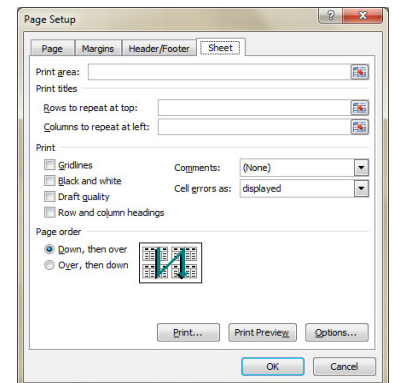 Page Setup
Page Margins Header/Footer Sheet
Print area:
Print titles
Rows to repeat at top:
Columns to repeat at left:
Print
Gridlines Comments: (None)
Black and white Cell errors as: displayed
Draft quality
Row and column headings
Page order
Down, then over
Over, then down
Print... Print Preview Options...
OK Cancel